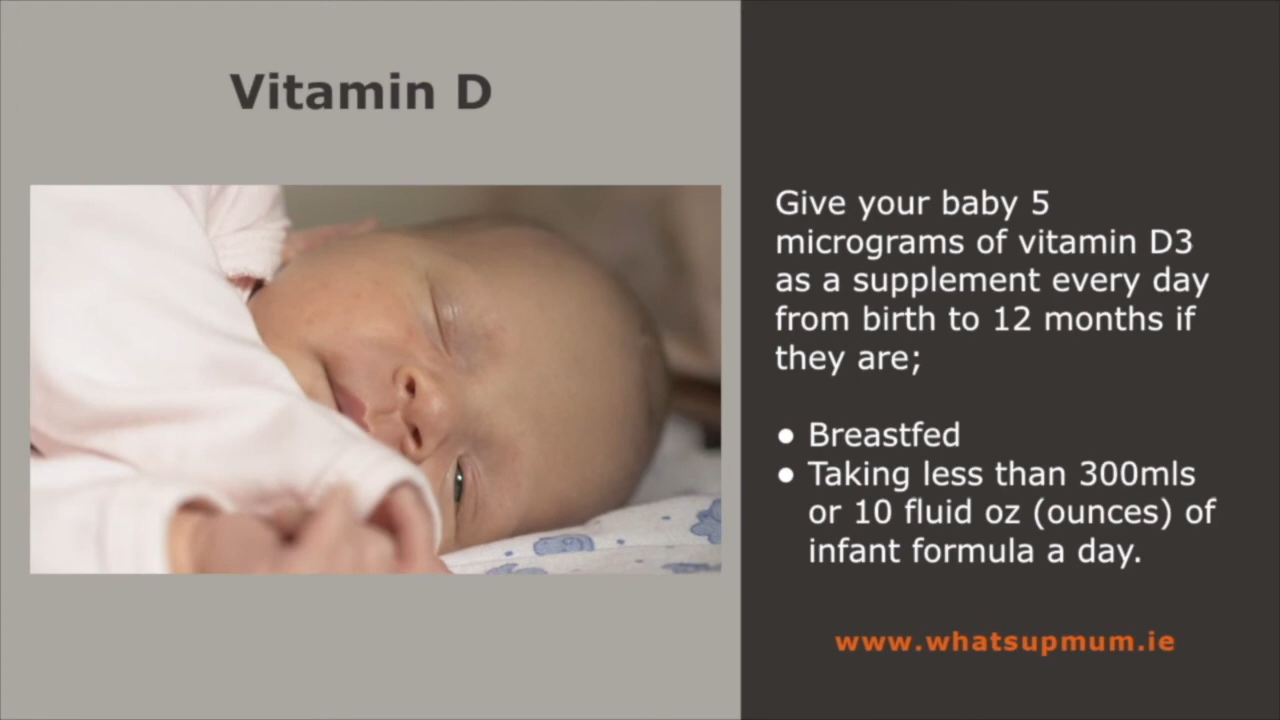 Vitamin D
Give your baby 5
micrograms of vitamin D3
as a supplement every day
from birth to 12 months if
they are;
● Breastfed
● Taking less than 300mls
or 10 fluid oz (ounces) of
infant formula a day.
www.whatsupmum.ie